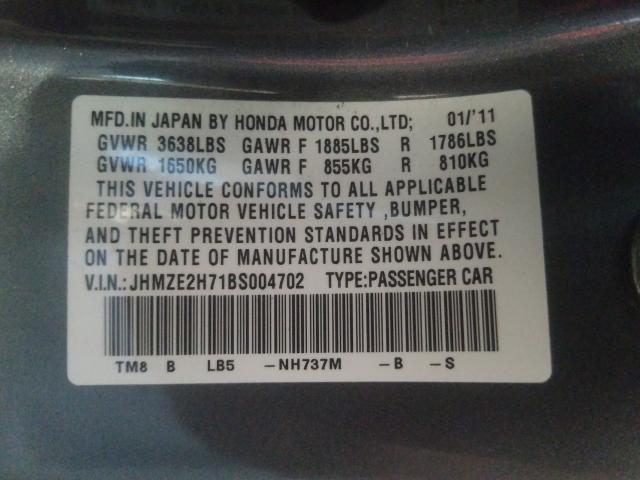 MFD.IN JAPAN BY HONDA MOTOR CO.,LTD; 01/'11
GVWR 3638LBS GAWR F 1885LBS R 1786LBS
GVWR 1650KG GAWR F 855KG R 810KG
THIS VEHICLE CONFORMS TO ALL APPLICABLE
FEDERAL MOTOR VEHICLE SAFETY ,BUMPER,
AND THEFT PREVENTION STANDARDS IN EFFECT
ON THE DATE OF MANUFACTURE SHOWN ABOVE.
V.I.N.: JHMZE2H71BS004702 TYPE:PASSENGER CAR
TM8 B LB5 -NH737M -B -S